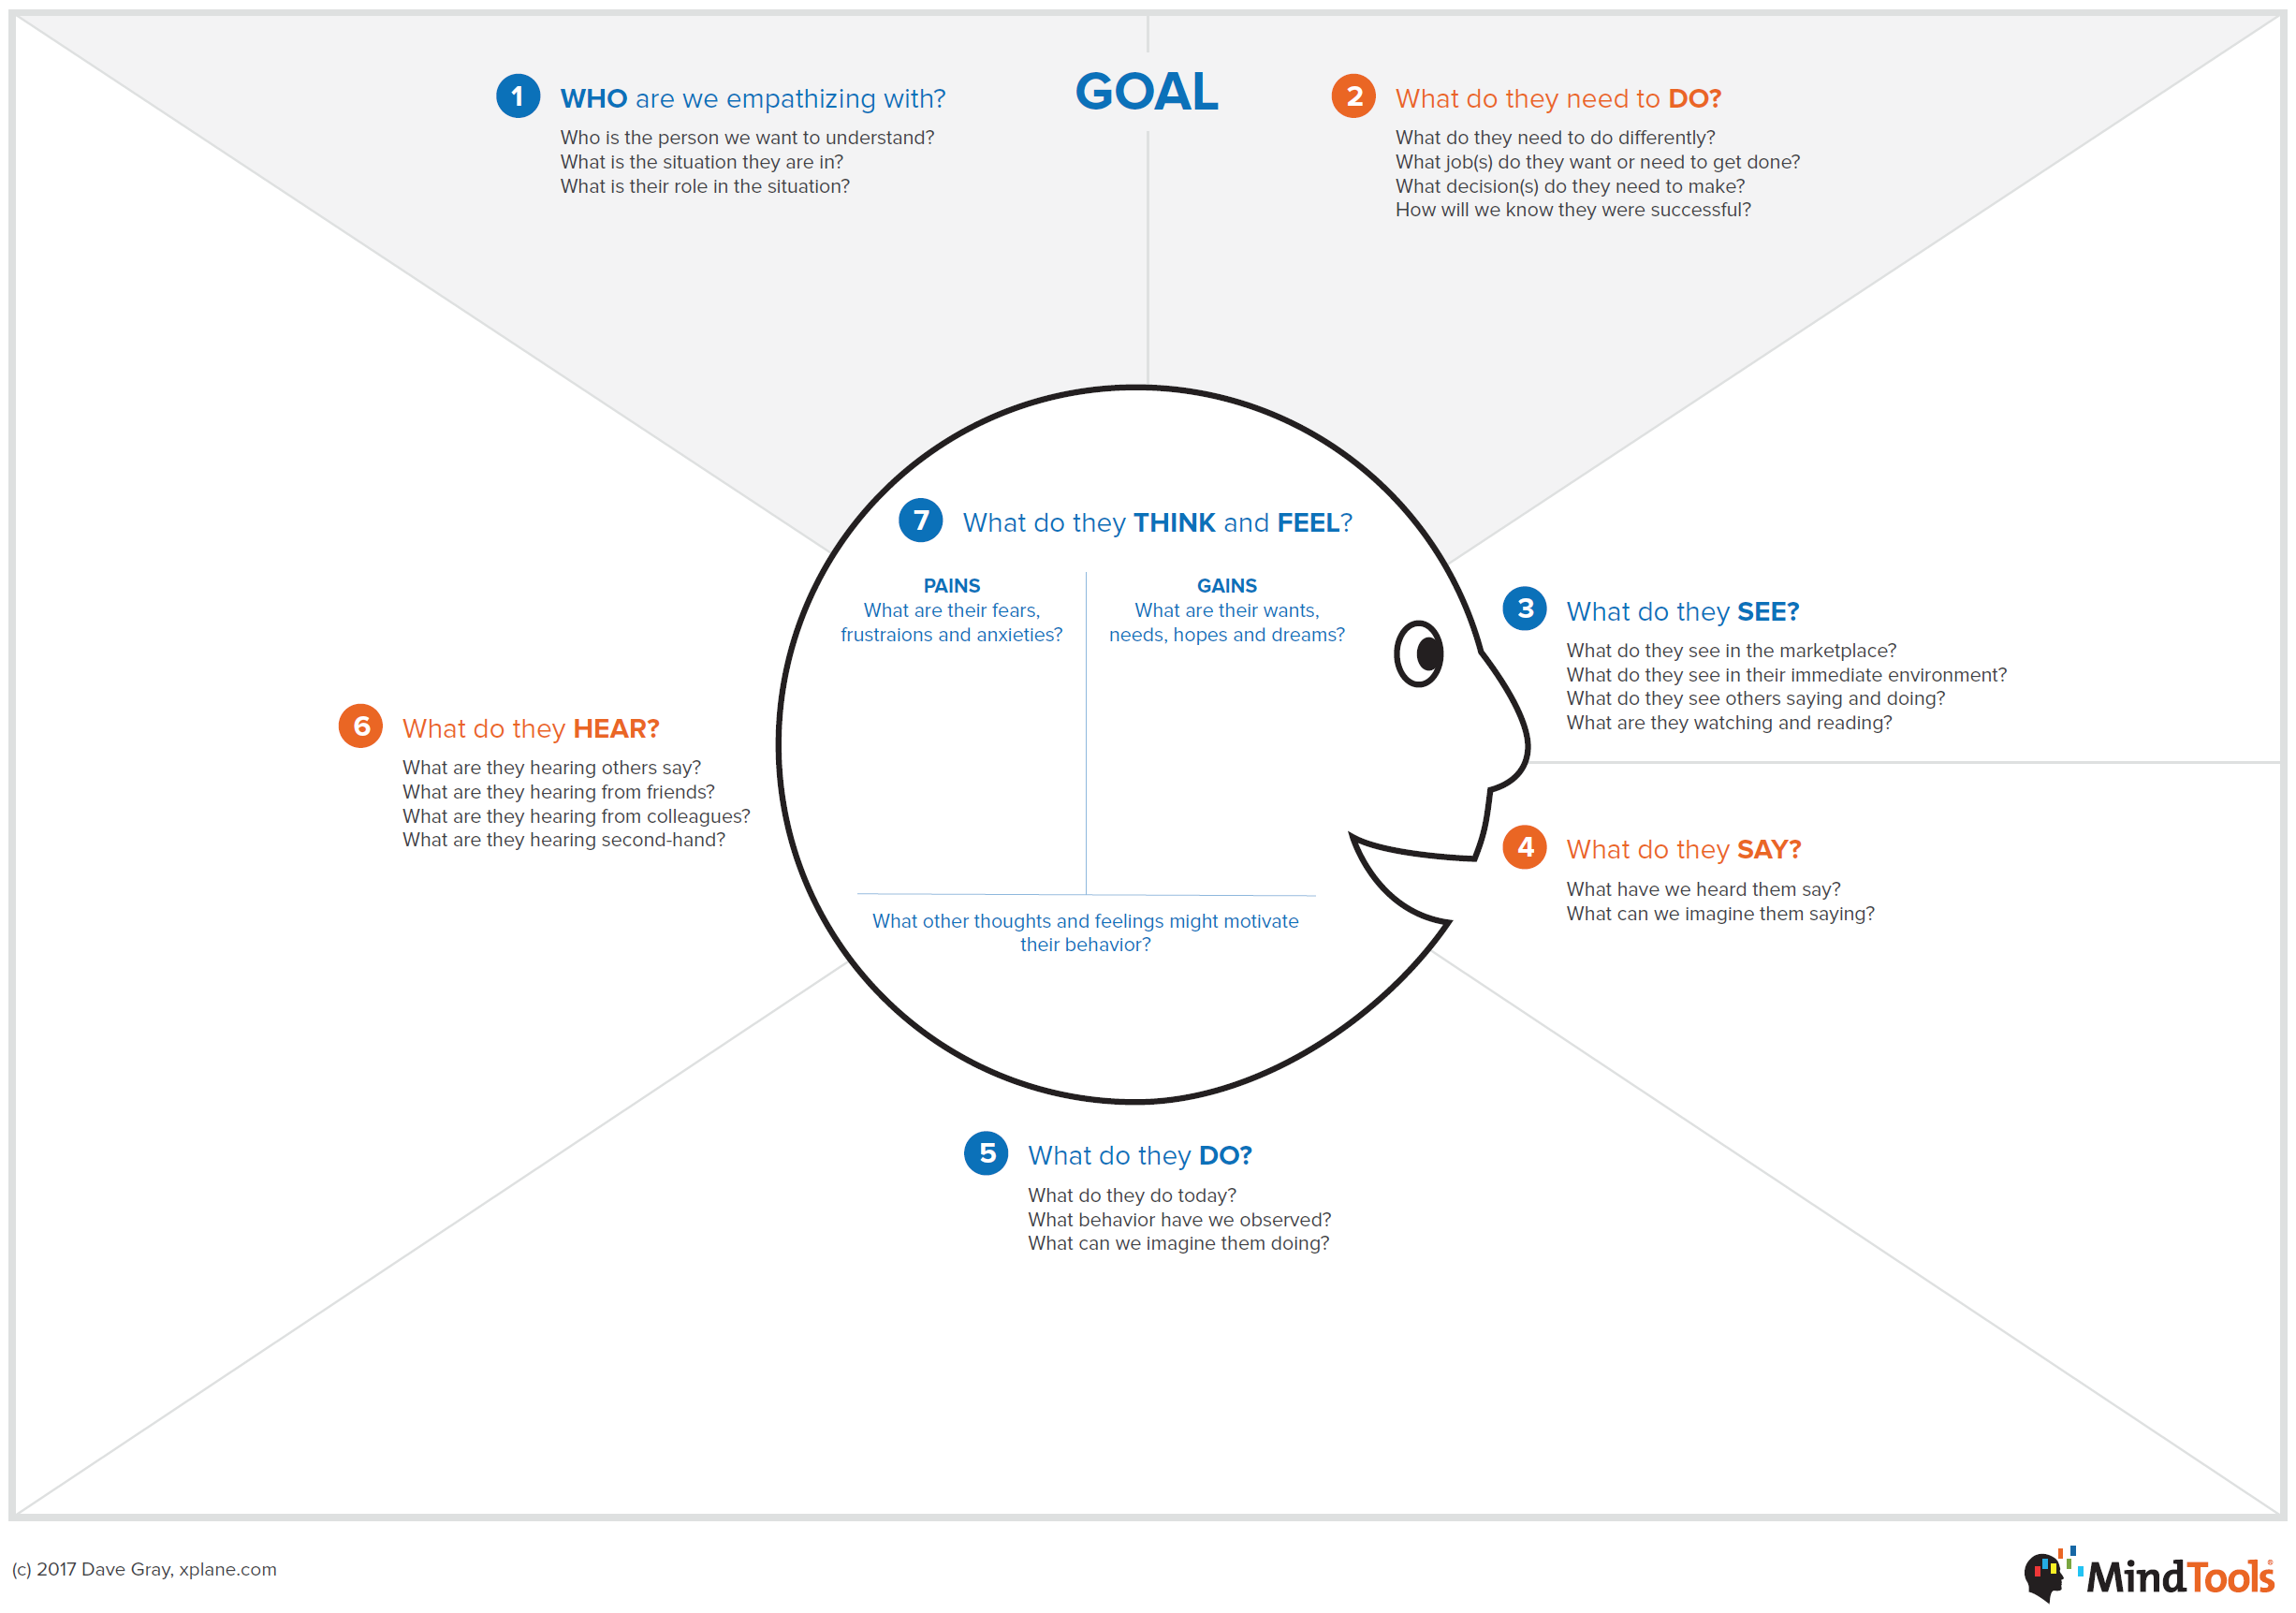 GOAL
1 WHO are we empathizing with?
Who is the person we want to understand?
What is the situation they are in?
What is their role in the situation?
2 What do they need to DO?
What do they need to do differently?
What job(s) do they want or need to get done?
What decision(s) do they need to make?
How will we know they were successful?
3 What do they SEE?
What do they see in the marketplace?
What do they see in their immediate environment?
What do they see others saying and doing?
What are they watching and reading?
4 What do they SAY?
What have we heard them say?
What can we imagine them saying?
5 What do they DO?
What do they do today?
What behavior have we observed?
What can we imagine them doing?
6 What do they HEAR?
What are they hearing others say?
What are they hearing from friends?
What are they hearing from colleagues?
What are they hearing second-hand?
7 What do they THINK and FEEL?
PAINS
What are their fears,
frustraions and anxieties?
GAINS
What are their wants,
needs, hopes and dreams?
What other thoughts and feelings might motivate
their behavior?
(c) 2017 Dave Gray, xplane.com
MindTools®